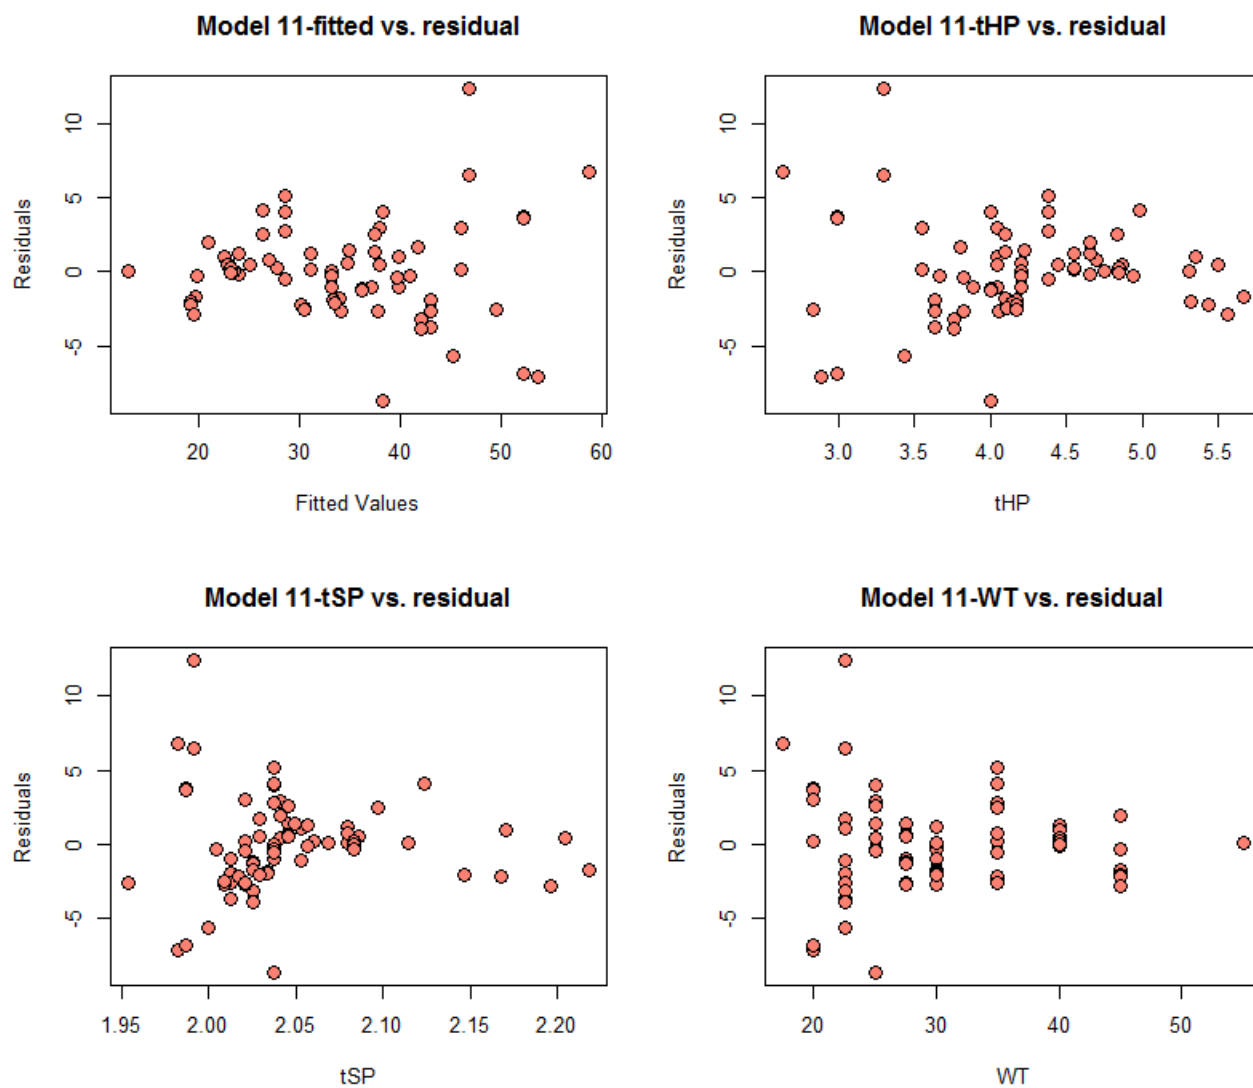 Model 11-fitted vs. residual
Residuals
10
5
0
-5
20 30 40 50 60
Fitted Values
Model 11-tHP vs. residual
Residuals
10
5
0
-5
3.0 3.5 4.0 4.5 5.0 5.5
tHP
Model 11-tSP vs. residual
Residuals
10
5
0
-5
1.95 2.00 2.05 2.10 2.15 2.20
tSP
Model 11-WT vs. residual
Residuals
10
5
0
-5
20 30 40 50
WT